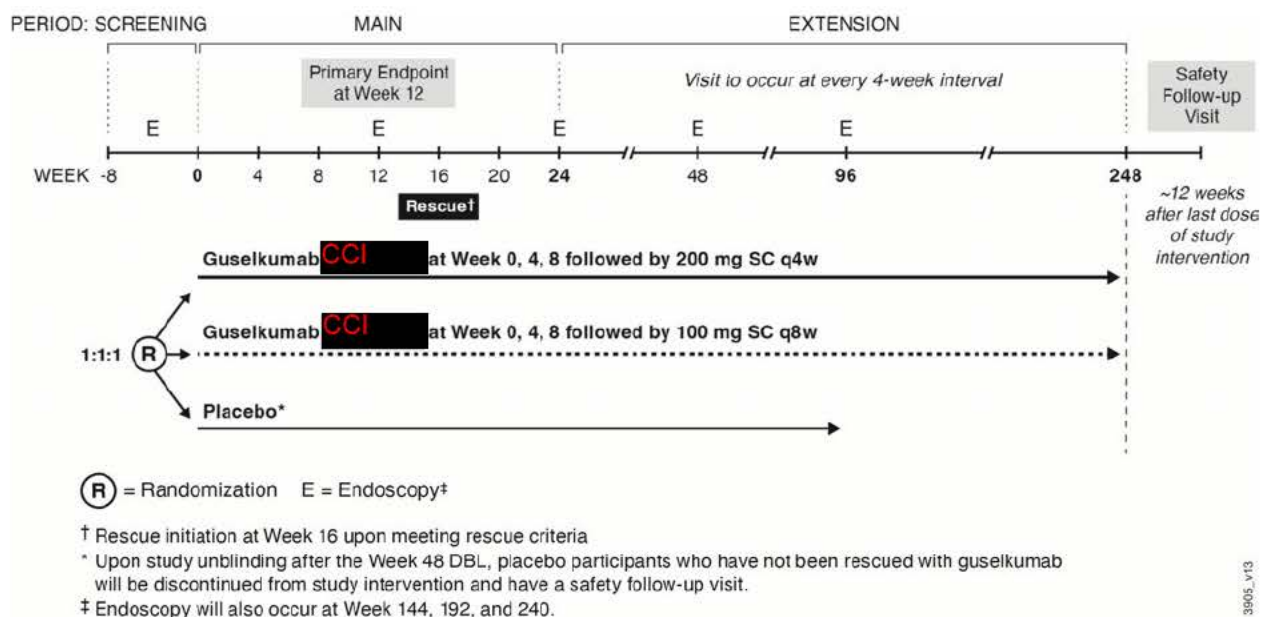 PERIOD: SCREENING MAIN EXTENSION
Primary Endpoint
at Week 12
Visit to occur at every 4-week interval
Safety
Follow-up
Visit
E E E E E
WEEK -8 0 4 8 12 16 20 24 48 96 248
Rescue†
~12 weeks
after last dose
of study
intervention
Guselkumab CCI at Week 0, 4, 8 followed by 200 mg SC q4w
Guselkumab CCI at Week 0, 4, 8 followed by 100 mg SC q8w
1:1:1 R
Placebo*
R = Randomization E = Endoscopy‡
† Rescue initiation at Week 16 upon meeting rescue criteria
* Upon study unblinding after the Week 48 DBL, placebo participants who have not been rescued with guselkumab
will be discontinued from study intervention and have a safety follow-up visit.
‡ Endoscopy will also occur at Week 144, 192, and 240.
3905_v13